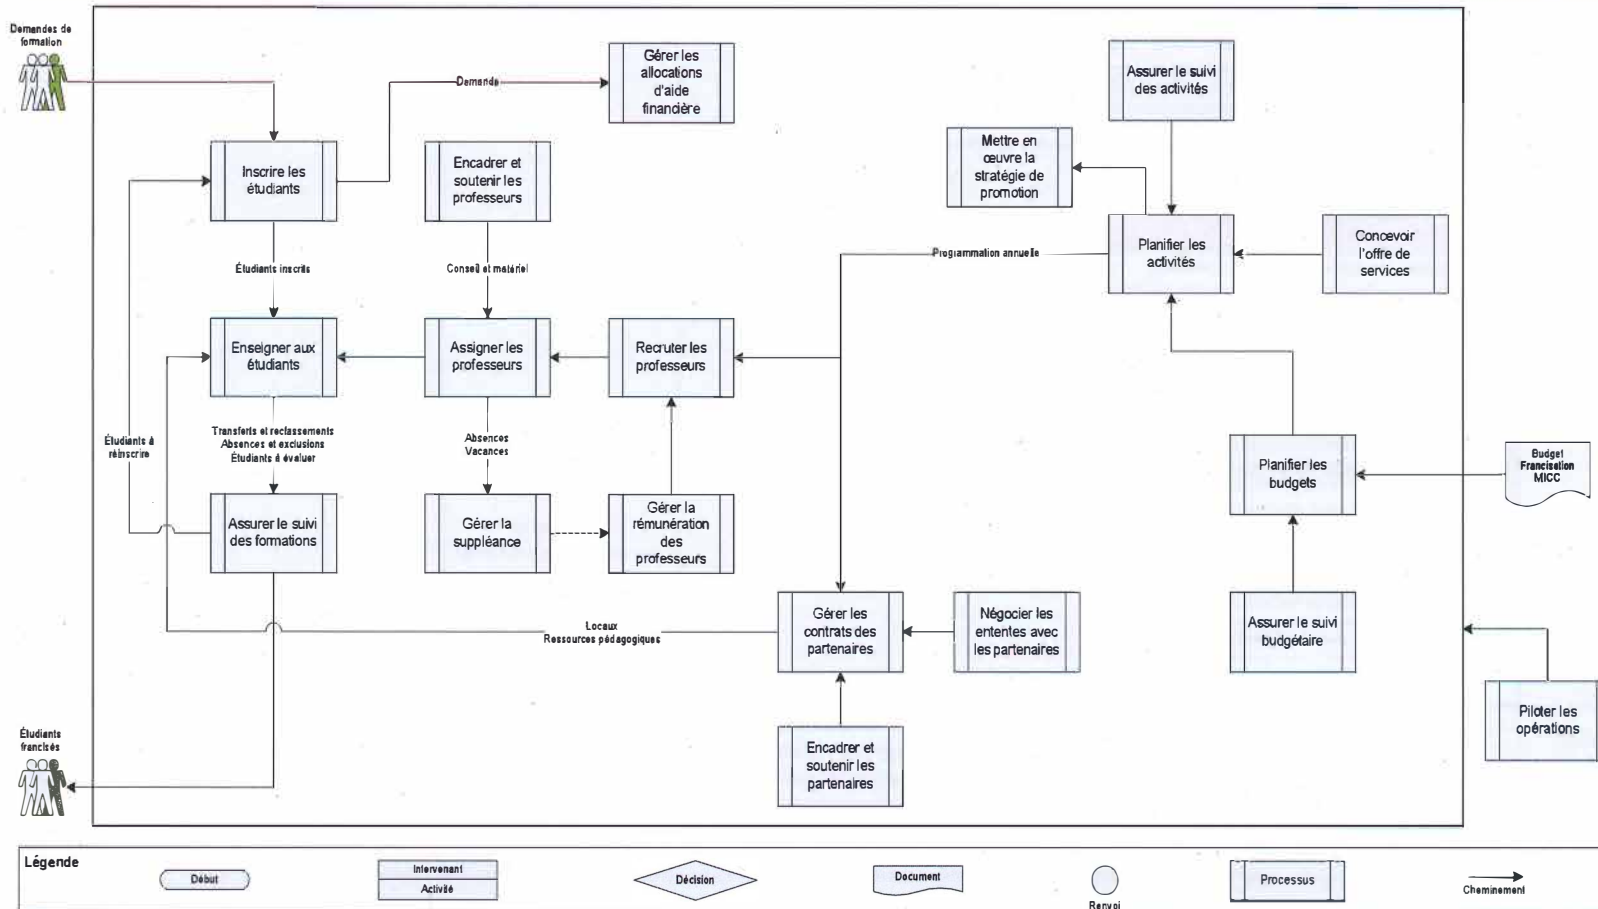 Demandes de
formation
Demande
Gérer les
allocations
d'aide
financière
Assurer le suivi
des activités
Inscrire les
étudiants
Encadrer et
soutenir les
professeurs
Mettre en
œuvre la
stratégie de
promotion
Planifier les
activités
Concevoir
l'offre de
services
Programmation annuelle
Étudiants inscrits
Conseil et matériel
Enseigner aux
étudiants
Assigner les
professeurs
Recruter les
professeurs
Étudiants à
réinscrire
Transferts et reclassements
Absences et exclusions
Étudiants à évaluer
Absences
Vacances
Planifier les
budgets
Budget
Francisation
MICC
Assurer le suivi
des formations
Gérer la
suppléance
Gérer la
rémunération
des
professeurs
Locaux
Ressources pédagogiques
Gérer les
contrats des
partenaires
Négocier les
ententes avec
les partenaires
Assurer le suivi
budgétaire
Piloter les
opérations
Encadrer et
soutenir les
partenaires
Étudiants
francisés
Légende
Début
Intervenant
Activité
Décision
Document
Renvoi
Processus
Cheminement